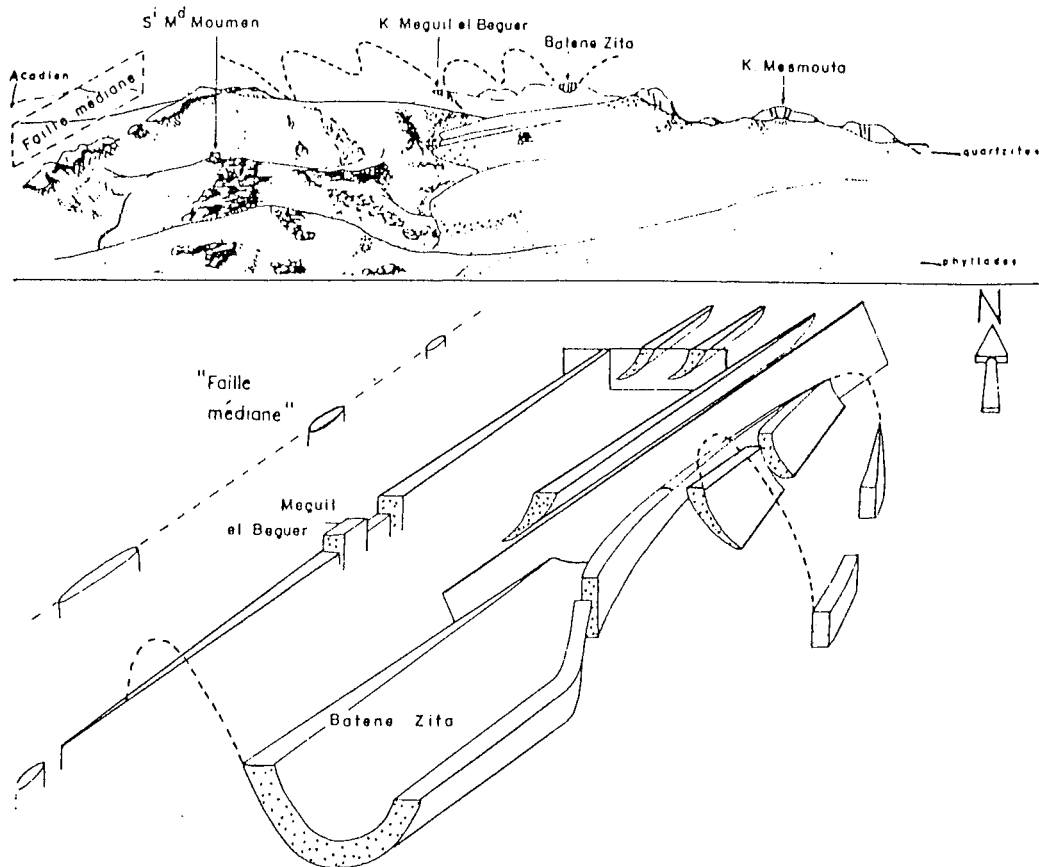 Sⁱ Mᵈ Moumen
K Meguil el Beguer
Batene Zita
K. Mesmouta
Acadien
Faille médiane
quartzites
phyllades
N
"Faille
médiane"
Meguil
el Beguer
Batene Zita